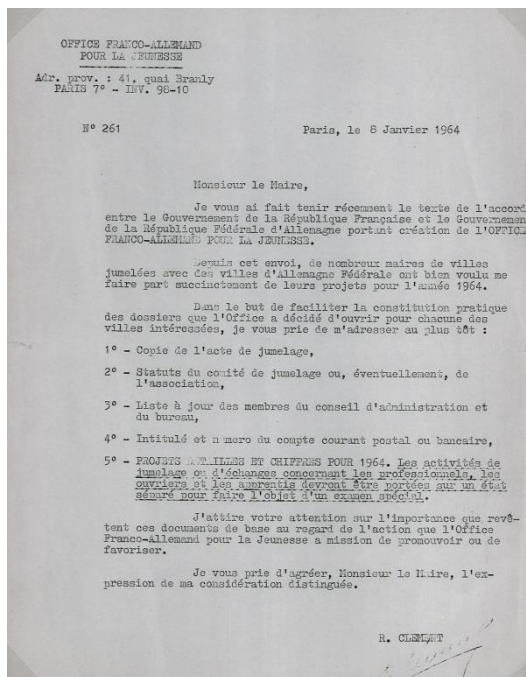 OFFICE FRANCO-ALLEMAND
POUR LA JEUNESSE
Adr. prov. : 41, quai Branly
PARIS 7° - INV. 98-10
N° 261
Paris, le 8 Janvier 1964
Monsieur le Maire,
Je vous ai fait tenir récemment le texte de l'accord
entre le Gouvernement de la République Française et le Gouvernemen
de la République Fédérale d'Allemagne portant création de l'OFFICE
FRANCO-ALLEMAND POUR LA JEUNESSE.
Depuis cet envoi, de nombreux maires de villes
jumelées avec des villes d'Allemagne Fédérale ont bien voulu me
faire part succinctement de leurs projets pour l'année 1964.
Dans le but de faciliter la constitution pratique
des dossiers que l'Office a décidé d'ouvrir pour chacune des
villes intéressées, je vous prie de m'adresser au plus tôt :
1° - Copie de l'acte de jumelage,
2° - Statuts du comité de jumelage ou, éventuellement, de
l'association,
3° - Liste à jour des membres du conseil d'administration et
du bureau,
4° - Intitulé et numero du compte courant postal ou bancaire,
5° - PROJETS DETAILLES ET CHIFFRES POUR 1964. Les activités de
jumelage ou d'échanges concernant les professionnels, les
ouvriers et les apprentis devront être portées sur un état
séparé pour faire l'objet d'un examen spécial.
J'attire votre attention sur l'importance que revê-
tent ces documents de base au regard de l'action que l'Office
Franco-Allemand pour la Jeunesse a mission de promouvoir ou de
favoriser.
Je vous prie d'agréer, Monsieur le Maire, l'ex-
pression de ma considération distinguée.
R. CLEMENT